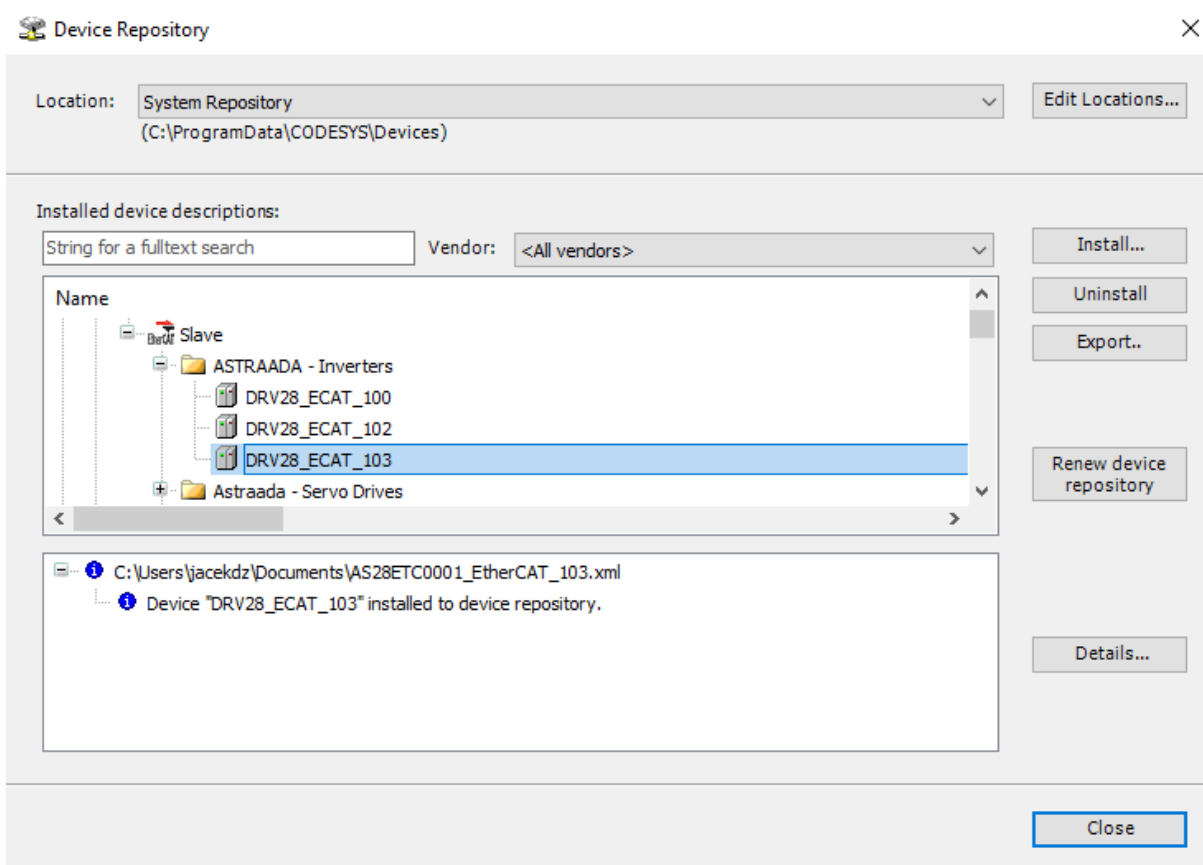 Device Repository
Location:
System Repository
Edit Locations...
(C:\ProgramData\CODESYS\Devices)
Installed device descriptions:
String for a fulltext search
Vendor:
<All vendors>
Install...
Name
Uninstall
EtherCAT Slave
Export..
ASTRAADA - Inverters
DRV28_ECAT_100
DRV28_ECAT_102
DRV28_ECAT_103
Renew device
repository
Astraada - Servo Drives
C:\Users\jacekdz\Documents\AS28ETC0001_EtherCAT_103.xml
Device "DRV28_ECAT_103" installed to device repository.
Details...
Close